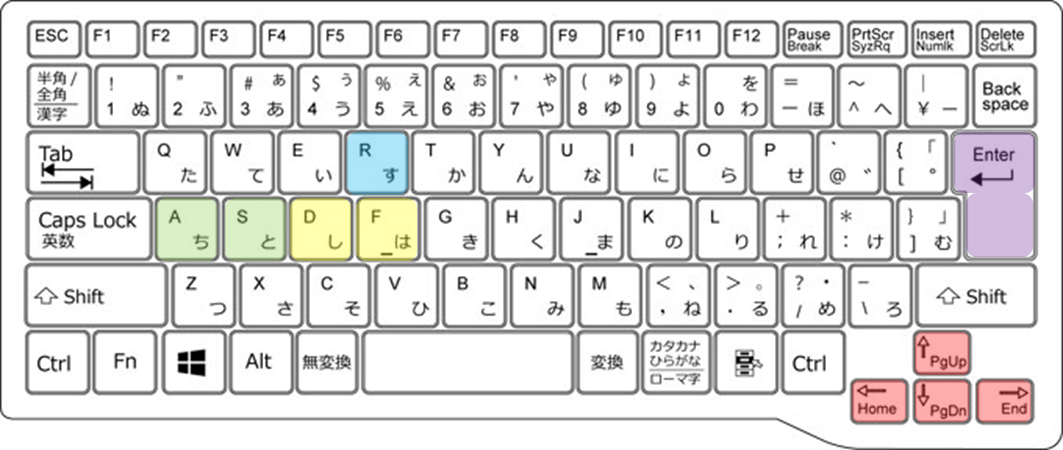 ESC F1 F2 F3 F4 F5 F6 F7 F8 F9 F10 F11 F12 Pause Break PrtScr SyzRq Insert Numlk Delete ScrLk
半角/全角 漢字 ! 1 ぬ " 2 ふ # あ 3 あ $ ぅ 4 う % ぇ 5 え & ぉ 6 お ' ゃ 7 や ( ゅ 8 ゆ ) ょ 9 よ を 0 わ = ー ほ ～ ^ へ | ¥ ー Back space
Tab Q た W て E い R す T か Y ん U な I に O ら P せ ` @ ゛ { 「 [ ゜ Enter
Caps Lock 英数 A ち S と D し F は G き H く J ま K の L り + ; れ * : け } 」 ] む
Shift Z つ X さ C そ V ひ B こ N み M も < 、 , ね > 。 . る ? ・ / め _ \ ろ Shift
Ctrl Fn Alt 無変換 変換 カタカナ ひらがな ローマ字 Ctrl PgUp
Home PgDn End